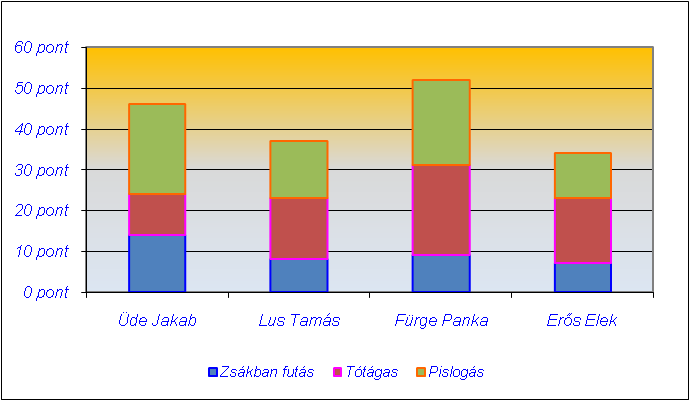 60 pont
50 pont
40 pont
30 pont
20 pont
10 pont
0 pont
Üde Jakab Lus Tamás Fürge Panka Erős Elek
Zsákban futás Tótágas Pislogás